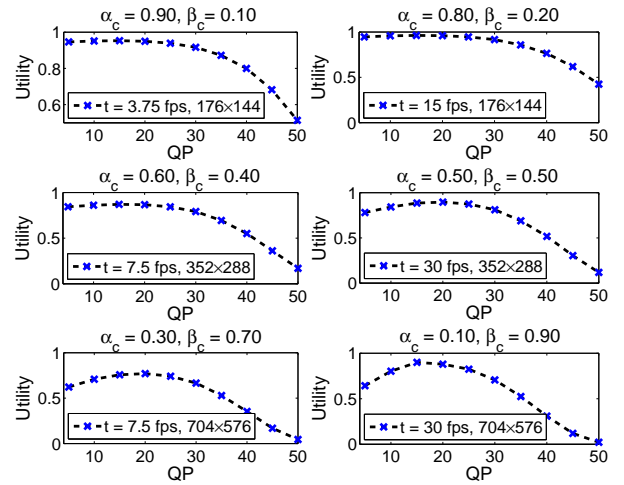 α_c = 0.90, β_c = 0.10
1
0.8
0.6
Utility
t = 3.75 fps, 176×144
10 20 30 40 50
QP
α_c = 0.80, β_c = 0.20
1
0.5
0
Utility
t = 15 fps, 176×144
10 20 30 40 50
QP
α_c = 0.60, β_c = 0.40
1
0.5
0
Utility
t = 7.5 fps, 352×288
10 20 30 40 50
QP
α_c = 0.50, β_c = 0.50
1
0.5
0
Utility
t = 30 fps, 352×288
10 20 30 40 50
QP
α_c = 0.30, β_c = 0.70
1
0.5
0
Utility
t = 7.5 fps, 704×576
10 20 30 40 50
QP
α_c = 0.10, β_c = 0.90
1
0.5
0
Utility
t = 30 fps, 704×576
10 20 30 40 50
QP